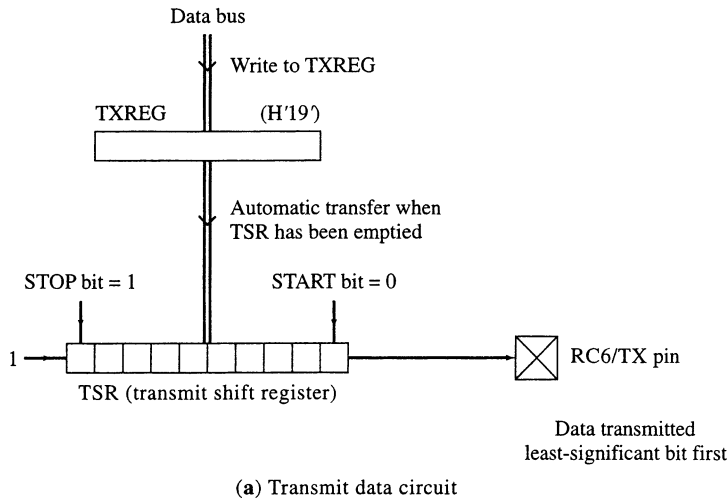 Data bus
Write to TXREG
TXREG (H'19')
Automatic transfer when
TSR has been emptied
STOP bit = 1
START bit = 0
1
RC6/TX pin
TSR (transmit shift register)
Data transmitted
least-significant bit first
(a) Transmit data circuit